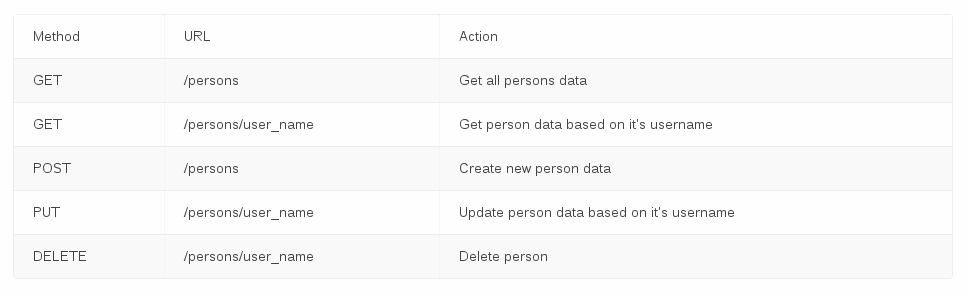 Method URL Action
GET /persons Get all persons data
GET /persons/user_name Get person data based on it's username
POST /persons Create new person data
PUT /persons/user_name Update person data based on it's username
DELETE /persons/user_name Delete person